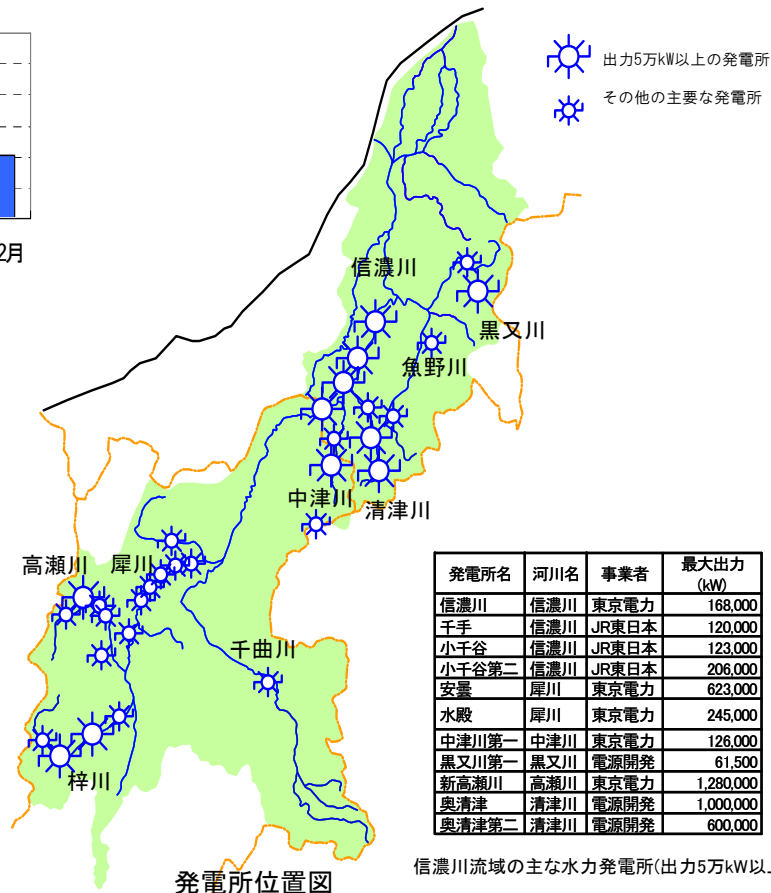 出力5万kW以上の発電所
その他の主要な発電所
2月
信濃川
黒又川
魚野川
中津川
清津川
高瀬川
犀川
千曲川
梓川
発電所位置図
発電所名 河川名 事業者 最大出力(kW)
信濃川 信濃川 東京電力 168,000
千手 信濃川 JR東日本 120,000
小千谷 信濃川 JR東日本 123,000
小千谷第二 信濃川 JR東日本 206,000
安曇 犀川 東京電力 623,000
水殿 犀川 東京電力 245,000
中津川第一 中津川 東京電力 126,000
黒又川第一 黒又川 電源開発 61,500
新高瀬川 高瀬川 東京電力 1,280,000
奥清津 清津川 電源開発 1,000,000
奥清津第二 清津川 電源開発 600,000
信濃川流域の主な水力発電所(出力5万kW以